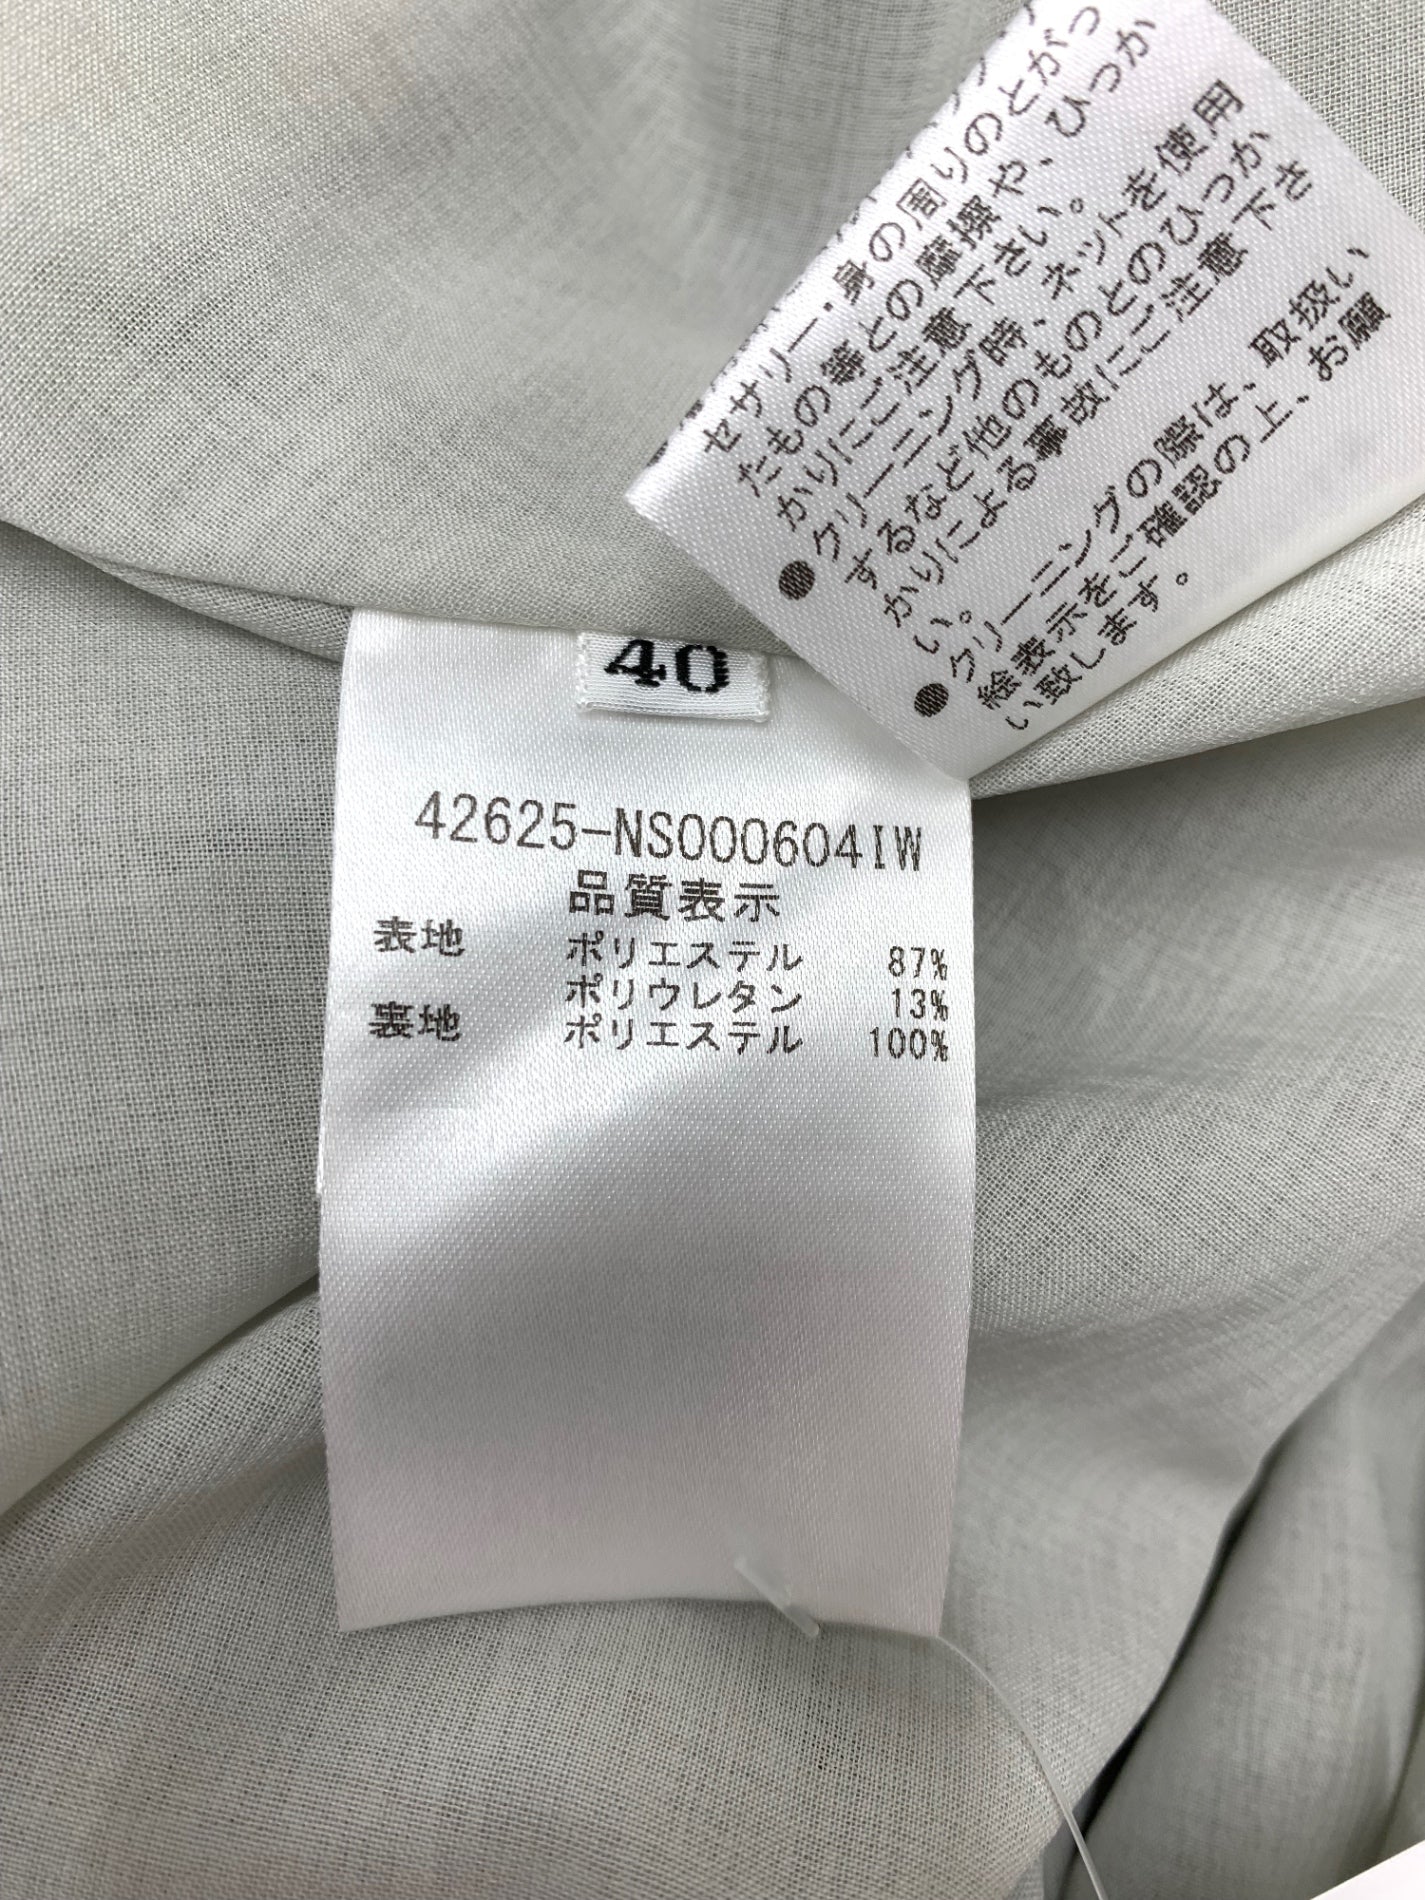 セサリー・身の周りのとがっ
たもの等との摩擦や、ひっか
かりにご注意下さい。
●クリーニング時、ネットを使用
するなど他のものとのひっか
かりによる事故にご注意下さ
い。
●クリーニングの際は、取扱い
絵表示をご確認の上、お願
い致します。
40
42625-NS000604IW
品質表示
表地 ポリエステル 87%
ポリウレタン 13%
裏地 ポリエステル 100%